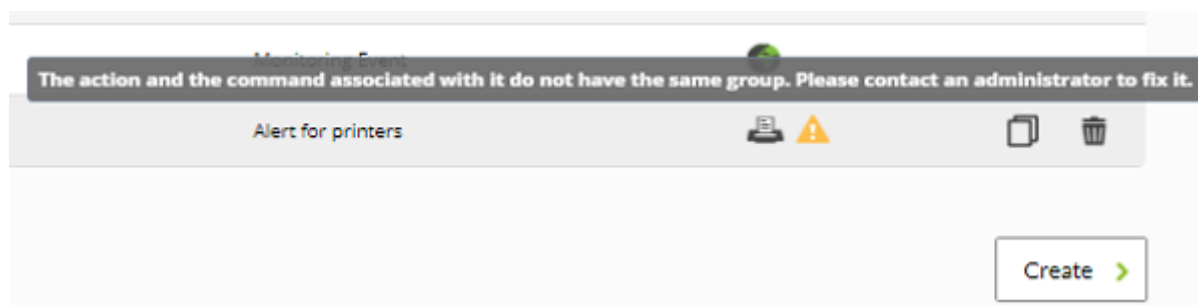 Monitoring Event
The action and the command associated with it do not have the same group. Please contact an administrator to fix it.
Alert for printers
Create